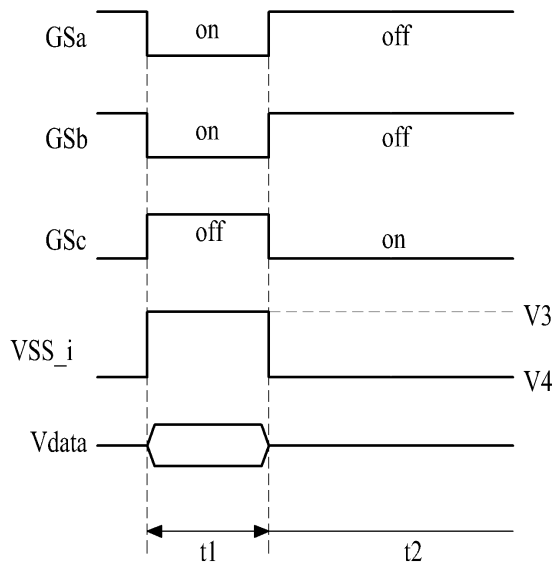 GSa on off
GSb on off
GSc off on
VSS_i V3
V4
Vdata
t1 t2